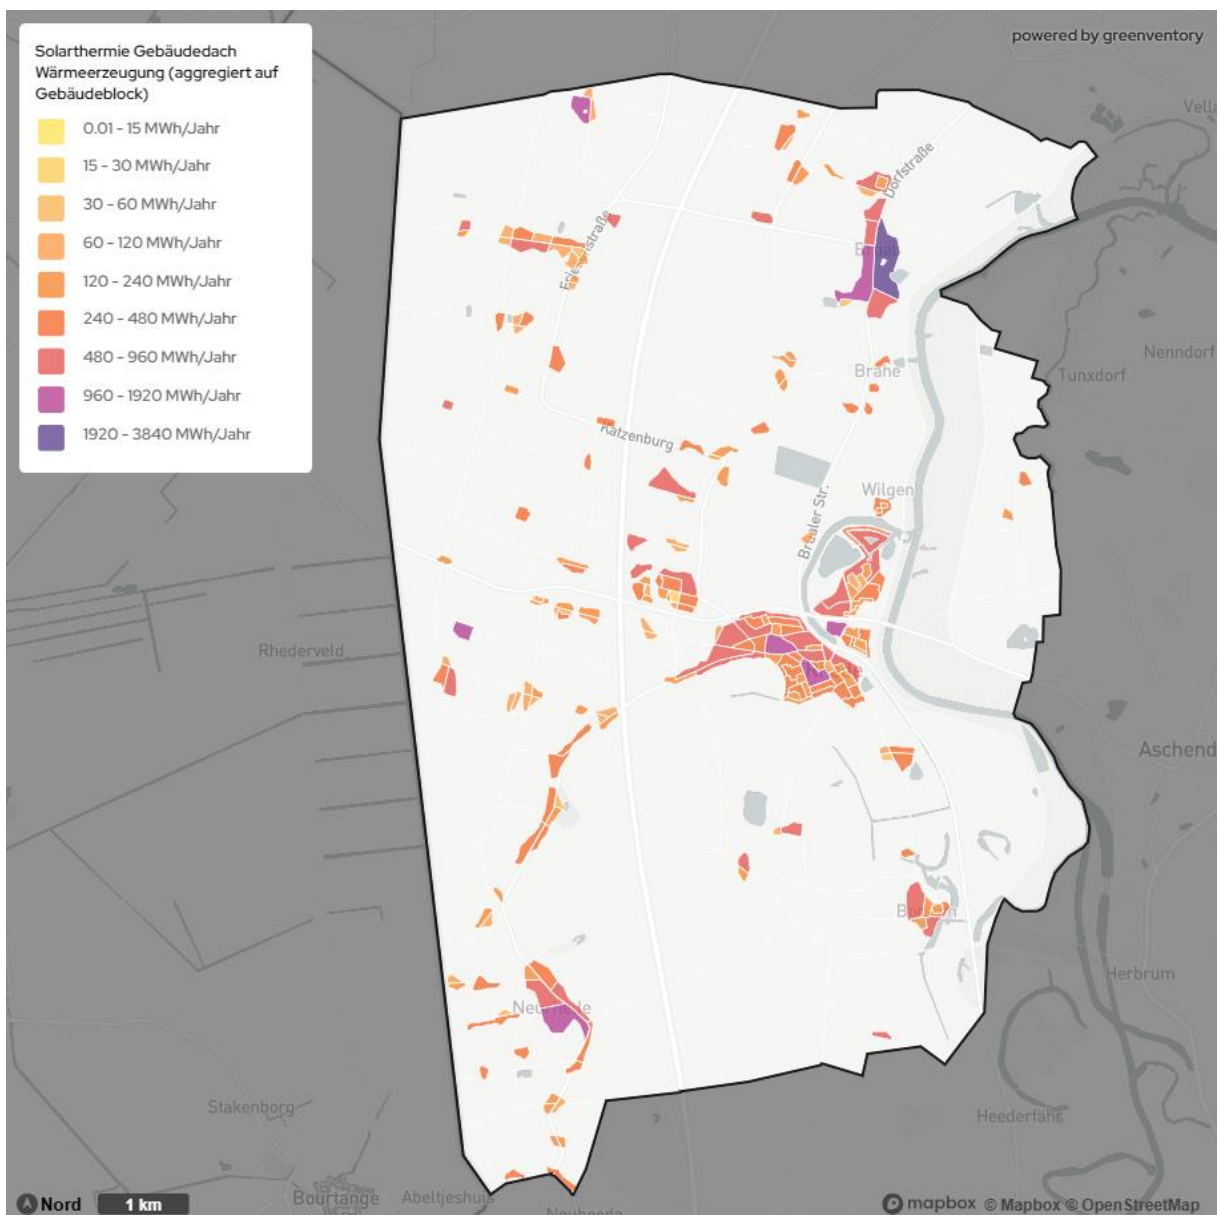 Solarthermie Gebäudedach
Wärmeerzeugung (aggregiert auf
Gebäudeblock)
0.01 - 15 MWh/Jahr
15 - 30 MWh/Jahr
30 - 60 MWh/Jahr
60 - 120 MWh/Jahr
120 - 240 MWh/Jahr
240 - 480 MWh/Jahr
480 - 960 MWh/Jahr
960 - 1920 MWh/Jahr
1920 - 3840 MWh/Jahr
powered by greenventory
Dorfstraße
Nenndorf
Brahe
Tunxdorf
Katzenburg
Wilgen
Brualer Str.
Rhederveld
Aschend
Herbrum
Neurhede
Stakenborg
Heederfähr
Bourtange
Abeltjeshuis
Nord
1 km
mapbox © Mapbox © OpenStreetMap